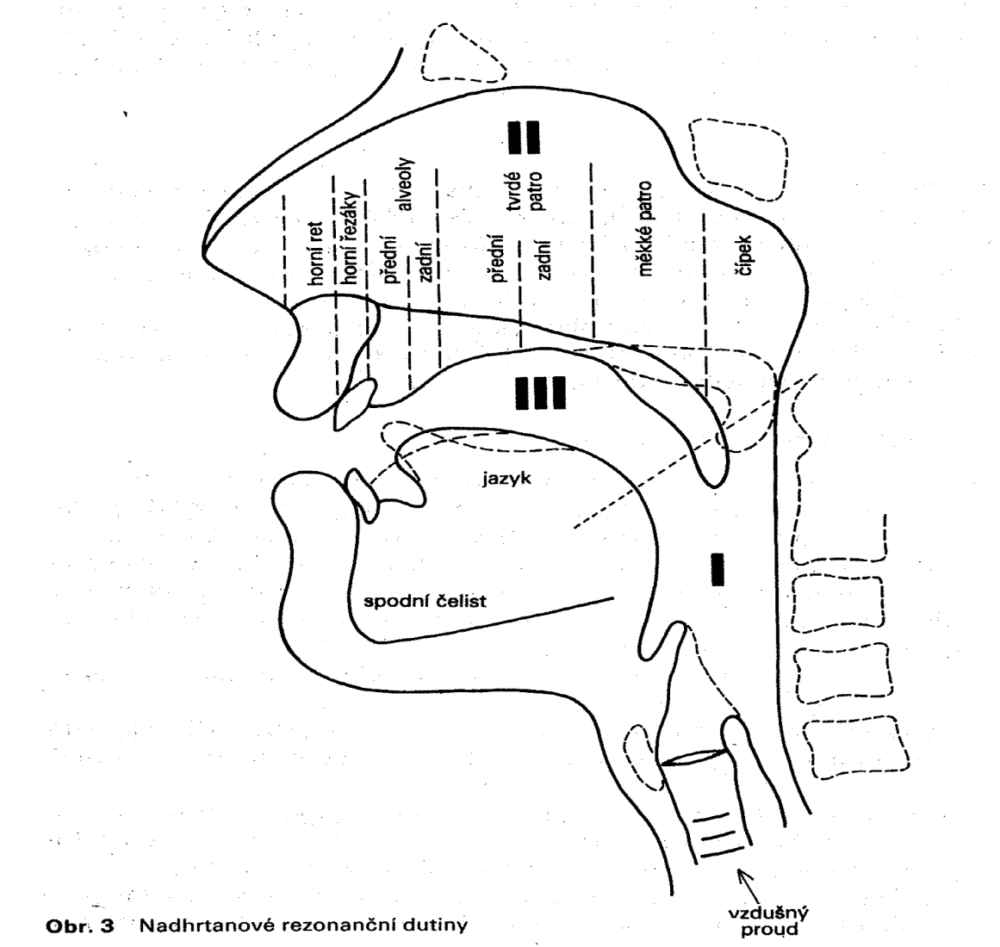 II
horní ret
horní řezáky
alveoly
přední
zadní
tvrdé
patro
přední
zadní
měkké patro
čípek
III
jazyk
I
spodní čelist
vzdušný
proud
Obr. 3 Nadhrtanové rezonanční dutiny